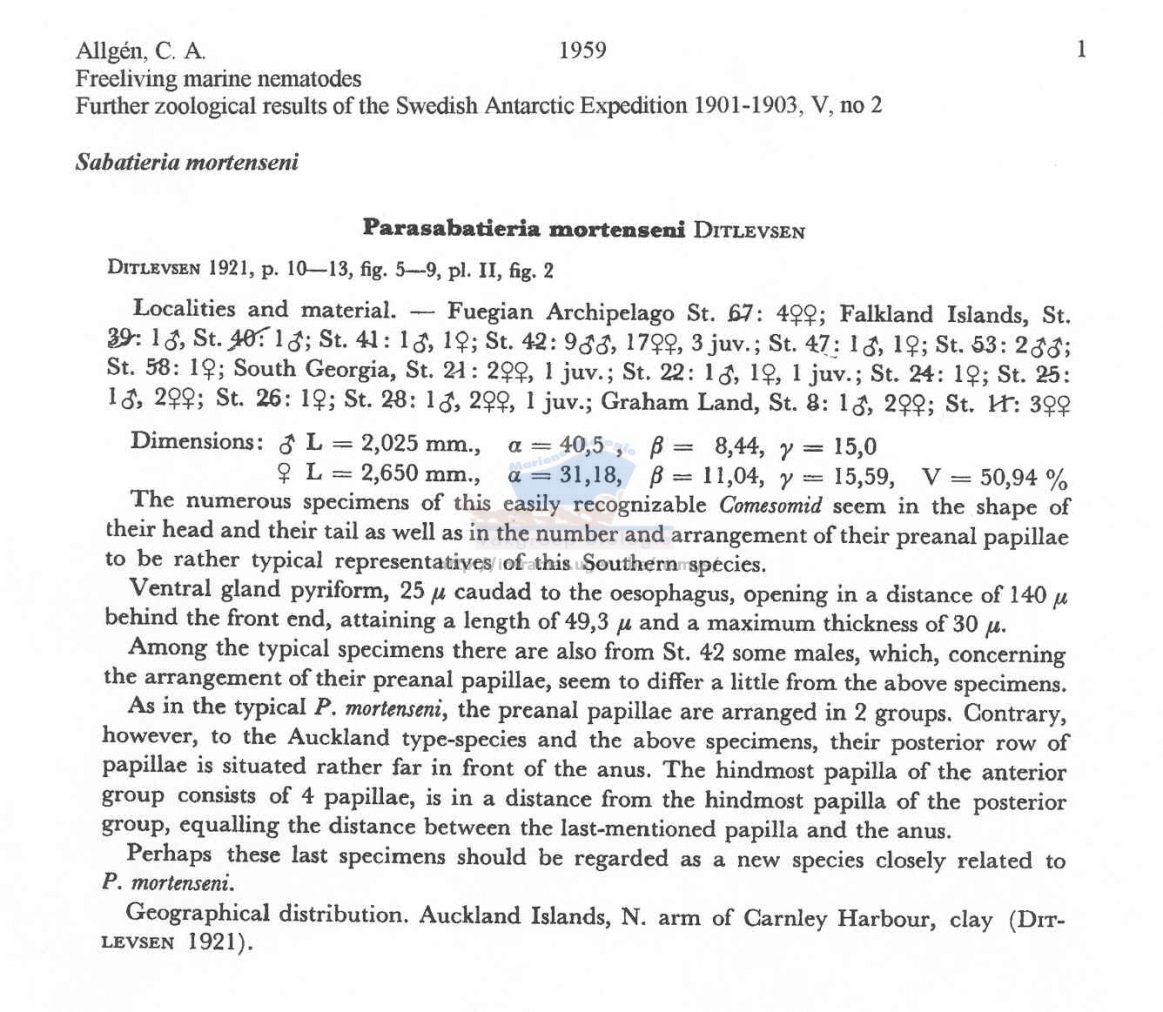 Allgén, C. A. 1959 1
Freeliving marine nematodes
Further zoological results of the Swedish Antarctic Expedition 1901-1903, V, no 2
Sabatieria mortenseni
Parasabatieria mortenseni DITLEVSEN
DITLEVSEN 1921, p. 10—13, fig. 5—9, pl. II, fig. 2
Localities and material. — Fuegian Archipelago St. 67: 4♀♀; Falkland Islands, St.
39: 1♂, St. 40: 1♂; St. 41: 1♂, 1♀; St. 42: 9♂♂, 17♀♀, 3 juv.; St. 47: 1♂, 1♀; St. 53: 2♂♂;
St. 58: 1♀; South Georgia, St. 21: 2♀♀, 1 juv.; St. 22: 1♂, 1♀, 1 juv.; St. 24: 1♀; St. 25:
1♂, 2♀♀; St. 26: 1♀; St. 28: 1♂, 2♀♀, 1 juv.; Graham Land, St. 8: 1♂, 2♀♀; St. : 3♀♀
Dimensions: ♂ L = 2,025 mm., α = 40,5 , β = 8,44, γ = 15,0
♀ L = 2,650 mm., α = 31,18, β = 11,04, γ = 15,59, V = 50,94 %
The numerous specimens of this easily recognizable Comesomid seem in the shape of
their head and their tail as well as in the number and arrangement of their preanal papillae
to be rather typical representatives of this Southern species.
Ventral gland pyriform, 25 μ caudad to the oesophagus, opening in a distance of 140 μ
behind the front end, attaining a length of 49,3 μ and a maximum thickness of 30 μ.
Among the typical specimens there are also from St. 42 some males, which, concerning
the arrangement of their preanal papillae, seem to differ a little from the above specimens.
As in the typical P. mortenseni, the preanal papillae are arranged in 2 groups. Contrary,
however, to the Auckland type-species and the above specimens, their posterior row of
papillae is situated rather far in front of the anus. The hindmost papilla of the anterior
group consists of 4 papillae, is in a distance from the hindmost papilla of the posterior
group, equalling the distance between the last-mentioned papilla and the anus.
Perhaps these last specimens should be regarded as a new species closely related to
P. mortenseni.
Geographical distribution. Auckland Islands, N. arm of Carnley Harbour, clay (DIT-
LEVSEN 1921).